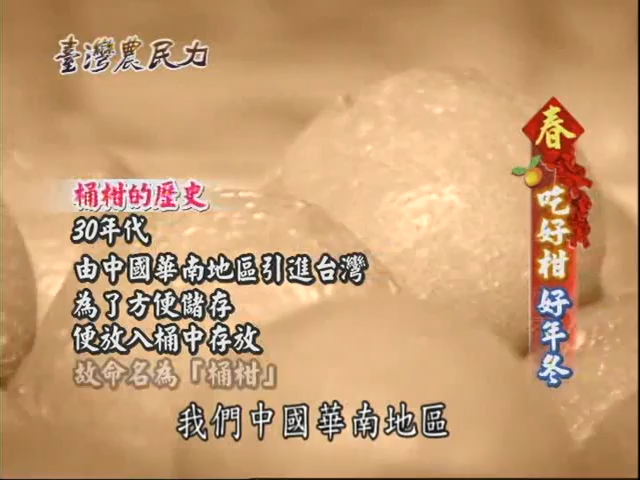 臺灣農民力
春
吃好柑 好年冬
桶柑的歷史
30年代
由中國華南地區引進台灣
為了方便儲存
便放入桶中存放
故命名為「桶柑」
我們中國華南地區